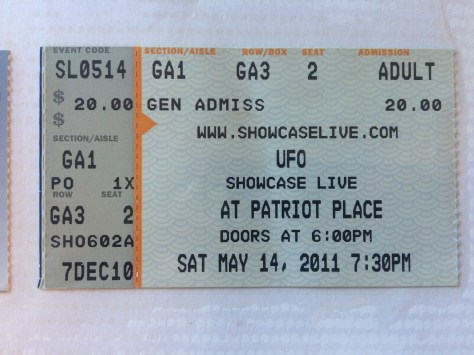 EVENT CODE
SL0514
$ 20.00
$
SECTION/AISLE
GA1
PO 1X
ROW SEAT
GA3 2
SHO602A
7DEC10
SECTION/AISLE ROW/BOX SEAT ADMISSION
GA1 GA3 2 ADULT
GEN ADMISS 20.00
WWW.SHOWCASELIVE.COM
UFO
SHOWCASE LIVE
AT PATRIOT PLACE
DOORS AT 6:00PM
SAT MAY 14, 2011 7:30PM